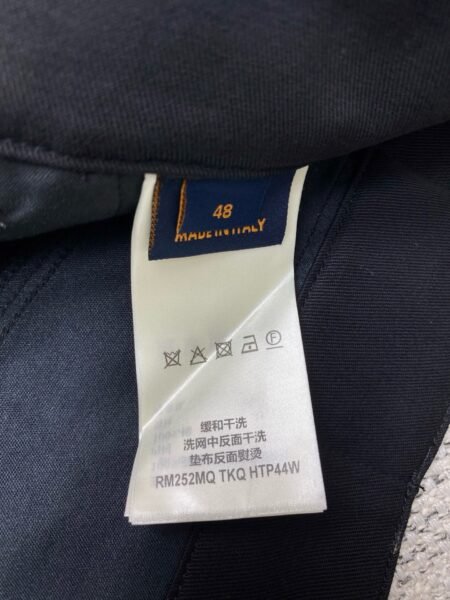 48
MADE IN ITALY
缓和干洗
洗网中反面干洗
垫布反面熨烫
RM252MQ TKQ HTP44W